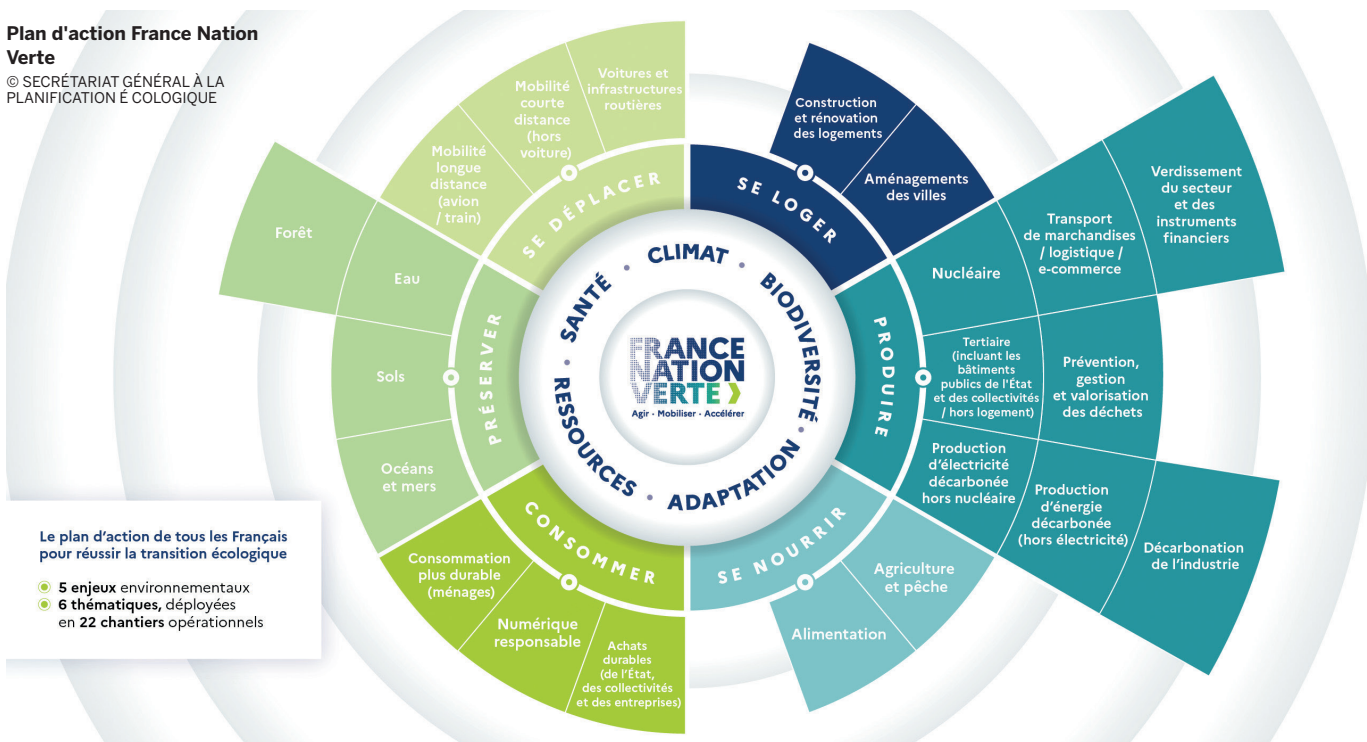 Plan d'action France Nation
Verte
© SECRÉTARIAT GÉNÉRAL À LA
PLANIFICATION É COLOGIQUE
Voitures et
infrastructures
routières
Mobilité
courte
distance
(hors
voiture)
Mobilité
longue
distance
(avion
/ train)
SE DÉPLACER
Construction
et rénovation
des logements
Aménagements
des villes
SE LOGER
Verdissement
du secteur
et des
instruments
financiers
Transport
de marchandises
/ logistique /
e-commerce
Nucléaire
Tertiaire
(incluant les
bâtiments
publics de l'État
et des collectivités
/ hors logement)
Prévention,
gestion
et valorisation
des déchets
Production
d'électricité
décarbonée
hors nucléaire
Production
d'énergie
décarbonée
(hors électricité)
Décarbonation
de l'industrie
PRODUIRE
Agriculture
et pêche
Alimentation
SE NOURRIR
CONSOMMER
Consommation
plus durable
(ménages)
Numérique
responsable
Achats
durables
(de l'État,
des collectivités
et des entreprises)
PRÉSERVER
Forêt
Eau
Sols
Océans
et mers
SANTÉ · CLIMAT · BIODIVERSITÉ · ADAPTATION · RESSOURCES ·
FRANCE
NATION
VERTE
Agir · Mobiliser · Accélérer
Le plan d'action de tous les Français
pour réussir la transition écologique
5 enjeux environnementaux
6 thématiques, déployées
en 22 chantiers opérationnels